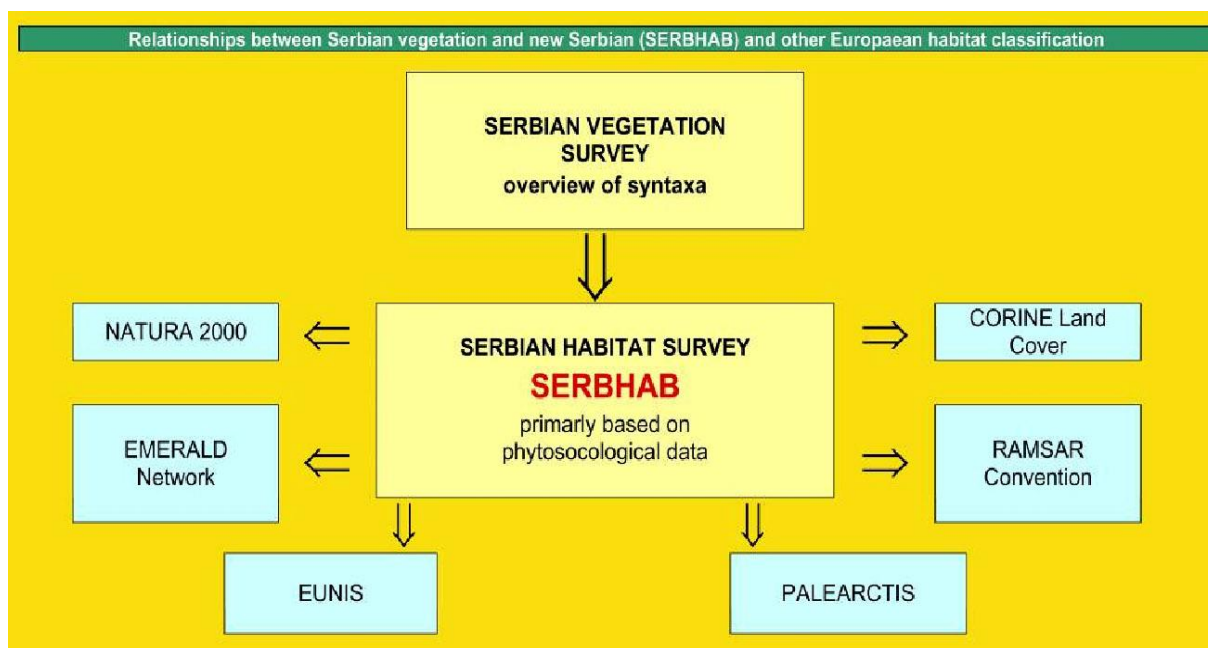 Relationships between Serbian vegetation and new Serbian (SERBHAB) and other Europaean habitat classification
SERBIAN VEGETATION
SURVEY
overview of syntaxa
NATURA 2000
SERBIAN HABITAT SURVEY
SERBHAB
primarly based on
phytosocological data
CORINE Land
Cover
EMERALD
Network
RAMSAR
Convention
EUNIS
PALEARCTIS